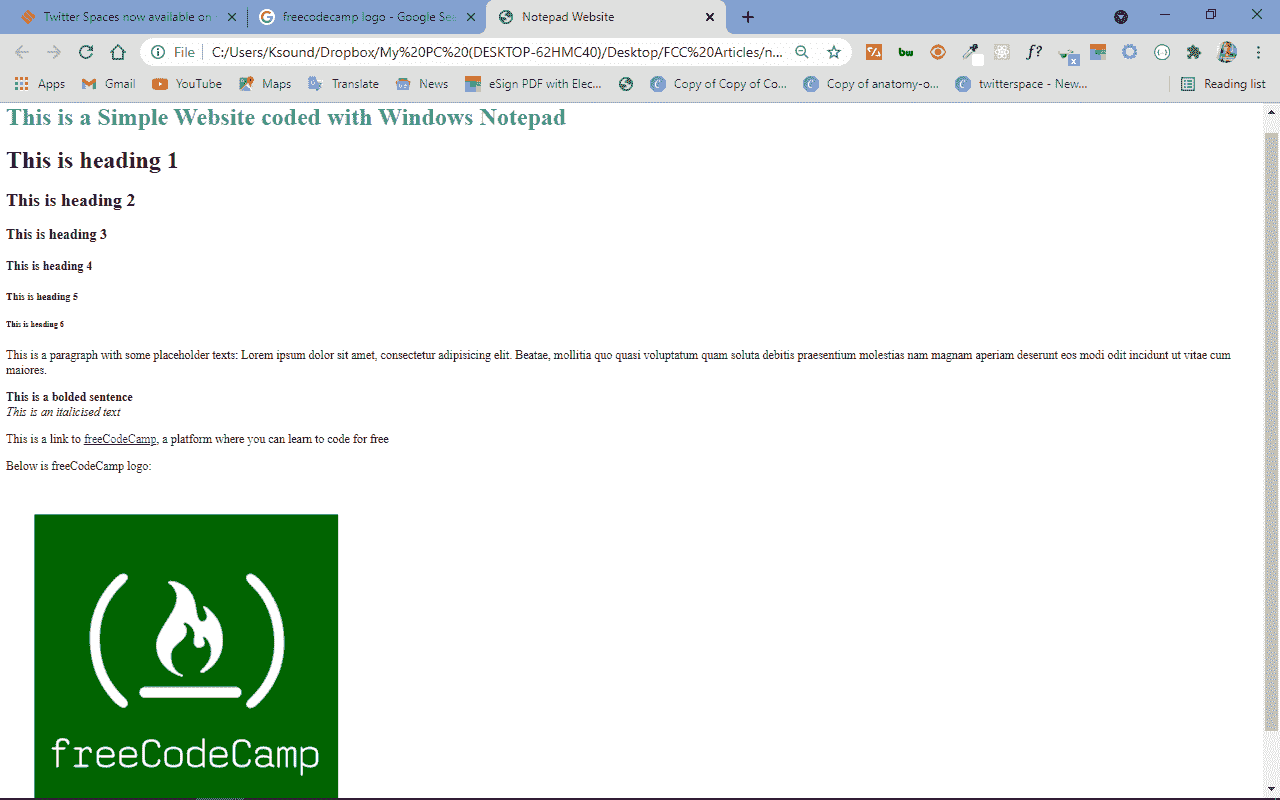 Twitter Spaces now available on
freecodecamp logo - Google Sea
Notepad Website
File
C:/Users/Ksound/Dropbox/My%20PC%20(DESKTOP-62HMC40)/Desktop/FCC%20Articles/n...
bw
f?
x
Apps
Gmail
YouTube
Maps
Translate
News
eSign PDF with Elec...
Copy of Copy of Co...
Copy of anatomy-o...
twitterspace - New...
Reading list
This is a Simple Website coded with Windows Notepad
This is heading 1
This is heading 2
This is heading 3
This is heading 4
This is heading 5
This is heading 6
This is a paragraph with some placeholder texts: Lorem ipsum dolor sit amet, consectetur adipisicing elit. Beatae, mollitia quo quasi voluptatum quam soluta debitis praesentium molestias nam magnam aperiam deserunt eos modi odit incidunt ut vitae cum
maiores.
This is a bolded sentence
This is an italicised text
This is a link to freeCodeCamp, a platform where you can learn to code for free
Below is freeCodeCamp logo:
freeCodeCamp